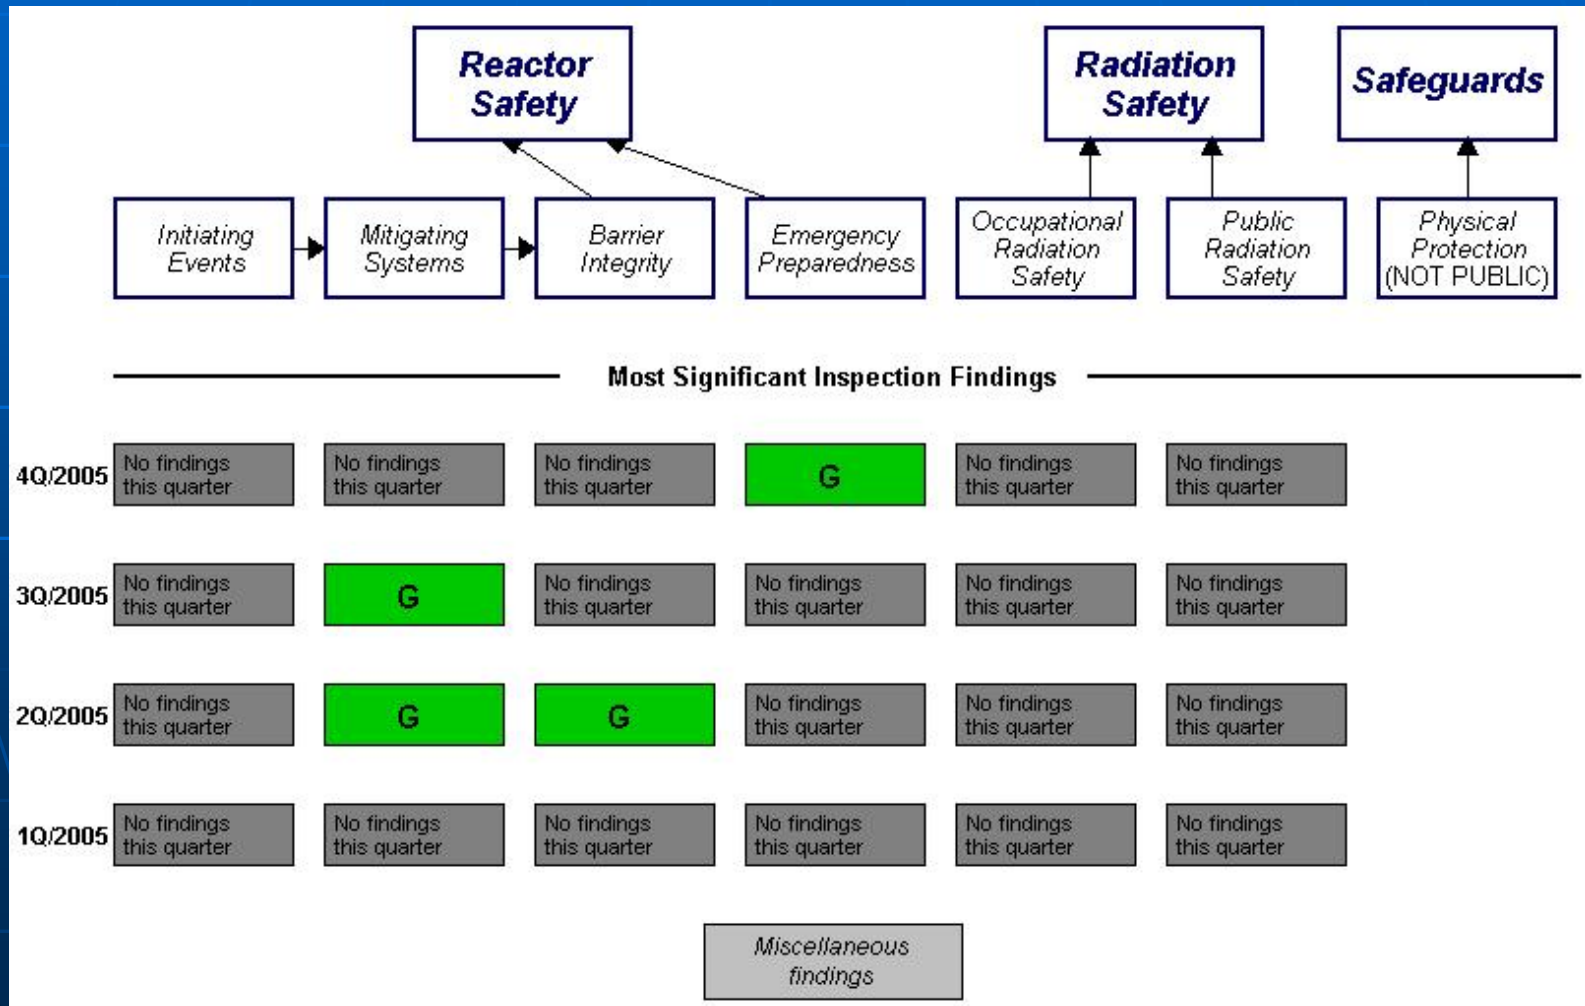 Reactor
Safety
Radiation
Safety
Safeguards
Initiating
Events
Mitigating
Systems
Barrier
Integrity
Emergency
Preparedness
Occupational
Radiation
Safety
Public
Radiation
Safety
Physical
Protection
(NOT PUBLIC)
Most Significant Inspection Findings
4Q/2005
No findings
this quarter
No findings
this quarter
No findings
this quarter
G
No findings
this quarter
No findings
this quarter
3Q/2005
No findings
this quarter
G
No findings
this quarter
No findings
this quarter
No findings
this quarter
No findings
this quarter
2Q/2005
No findings
this quarter
G
G
No findings
this quarter
No findings
this quarter
No findings
this quarter
1Q/2005
No findings
this quarter
No findings
this quarter
No findings
this quarter
No findings
this quarter
No findings
this quarter
No findings
this quarter
Miscellaneous
findings